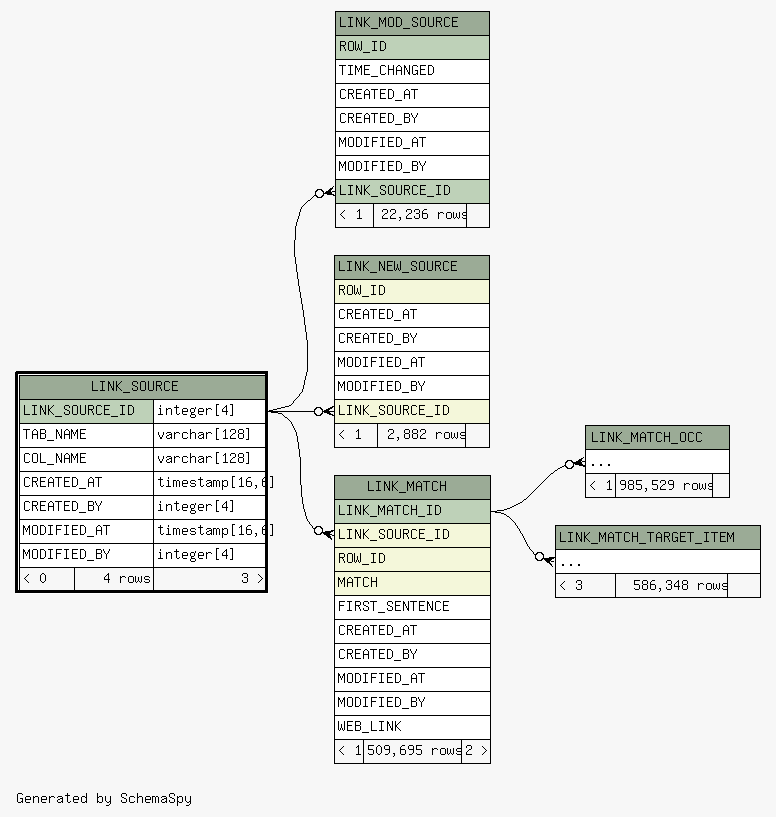 LINK_MOD_SOURCE
ROW_ID
TIME_CHANGED
CREATED_AT
CREATED_BY
MODIFIED_AT
MODIFIED_BY
LINK_SOURCE_ID
< 1 22,236 rows
LINK_NEW_SOURCE
ROW_ID
CREATED_AT
CREATED_BY
MODIFIED_AT
MODIFIED_BY
LINK_SOURCE_ID
< 1 2,882 rows
LINK_SOURCE
LINK_SOURCE_ID integer[4]
TAB_NAME varchar[128]
COL_NAME varchar[128]
CREATED_AT timestamp[16,6]
CREATED_BY integer[4]
MODIFIED_AT timestamp[16,6]
MODIFIED_BY integer[4]
< 0 4 rows 3 >
LINK_MATCH
LINK_MATCH_ID
LINK_SOURCE_ID
ROW_ID
MATCH
FIRST_SENTENCE
CREATED_AT
CREATED_BY
MODIFIED_AT
MODIFIED_BY
WEB_LINK
< 1 509,695 rows 2 >
LINK_MATCH_OCC
...
< 1 985,529 rows
LINK_MATCH_TARGET_ITEM
...
< 3 586,348 rows
Generated by SchemaSpy